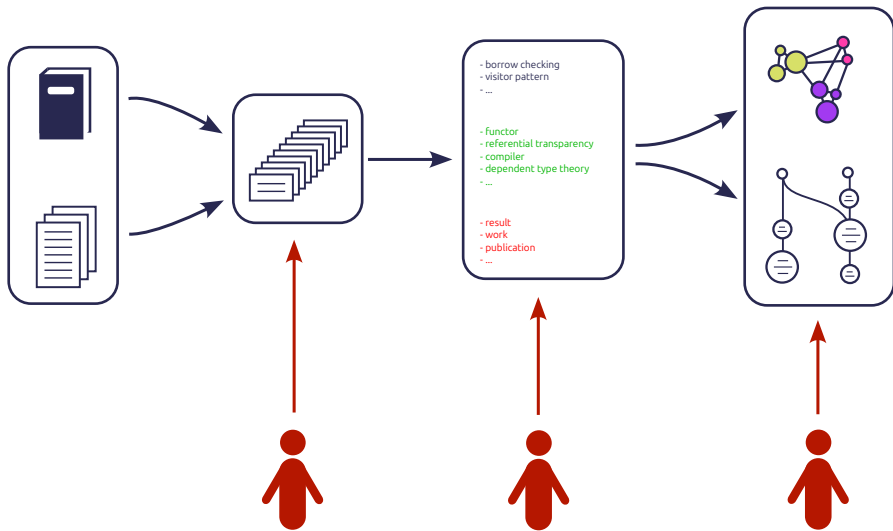 - borrow checking
- visitor pattern
- ...
- functor
- referential transparency
- compiler
- dependent type theory
- ...
- result
- work
- publication
- ...